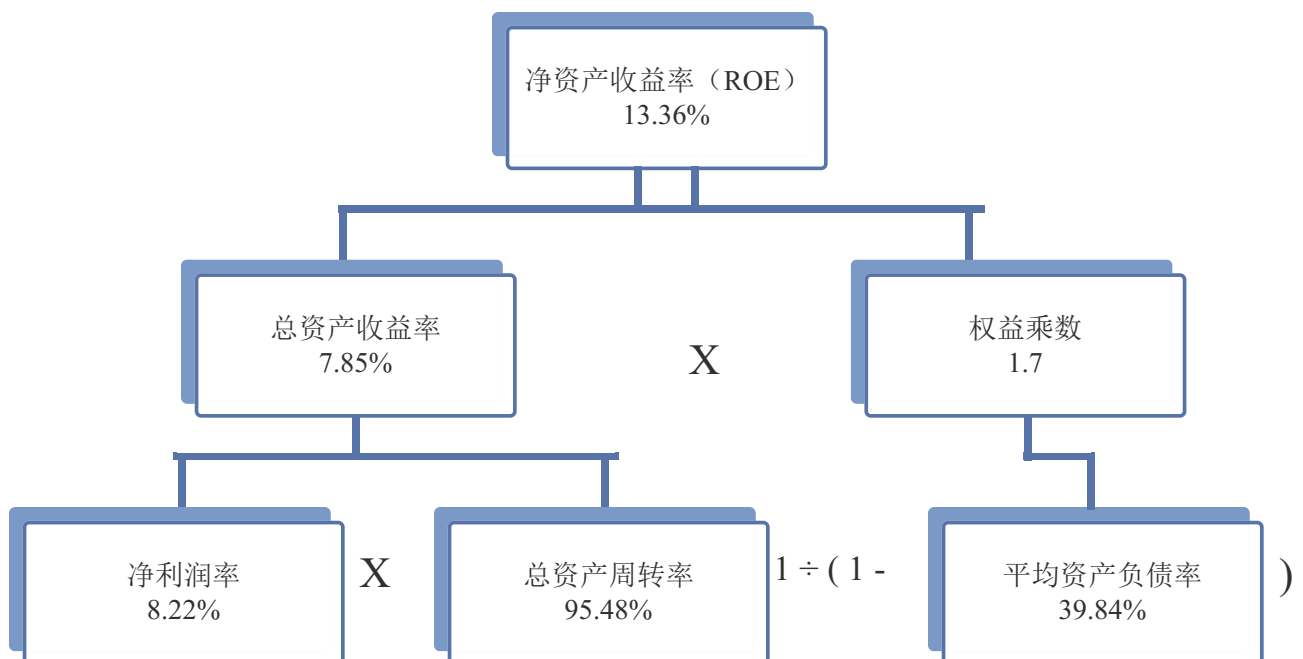 净资产收益率（ROE）
13.36%
总资产收益率
7.85%
X
权益乘数
1.7
净利润率
8.22%
X
总资产周转率
95.48%
1 ÷ ( 1 -
平均资产负债率
39.84%
)